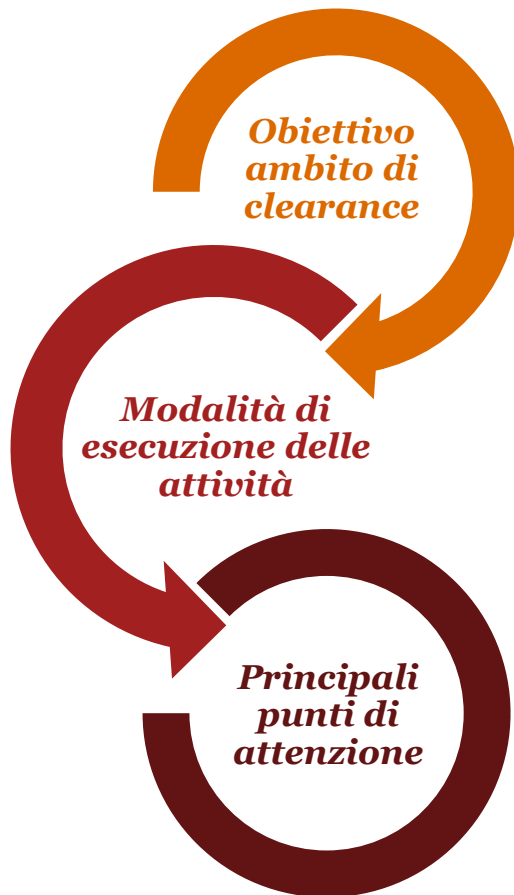 Obiettivo
ambito di
clearance
Modalità di
esecuzione delle
attività
Principali
punti di
attenzione